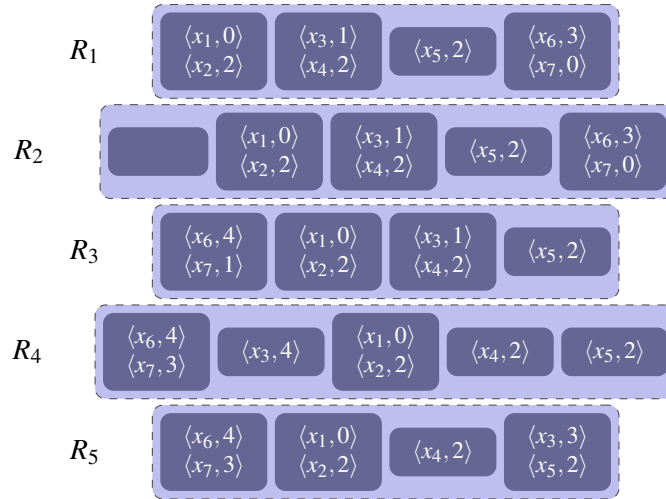 R₁ ⟨x₁, 0⟩ ⟨x₃, 1⟩ ⟨x₅, 2⟩ ⟨x₆, 3⟩
⟨x₂, 2⟩ ⟨x₄, 2⟩ ⟨x₇, 0⟩
R₂ ⟨x₁, 0⟩ ⟨x₃, 1⟩ ⟨x₅, 2⟩ ⟨x₆, 3⟩
⟨x₂, 2⟩ ⟨x₄, 2⟩ ⟨x₇, 0⟩
R₃ ⟨x₆, 4⟩ ⟨x₁, 0⟩ ⟨x₃, 1⟩ ⟨x₅, 2⟩
⟨x₇, 1⟩ ⟨x₂, 2⟩ ⟨x₄, 2⟩
R₄ ⟨x₆, 4⟩ ⟨x₃, 4⟩ ⟨x₁, 0⟩ ⟨x₄, 2⟩ ⟨x₅, 2⟩
⟨x₇, 3⟩ ⟨x₂, 2⟩
R₅ ⟨x₆, 4⟩ ⟨x₁, 0⟩ ⟨x₄, 2⟩ ⟨x₃, 3⟩
⟨x₇, 3⟩ ⟨x₂, 2⟩ ⟨x₅, 2⟩